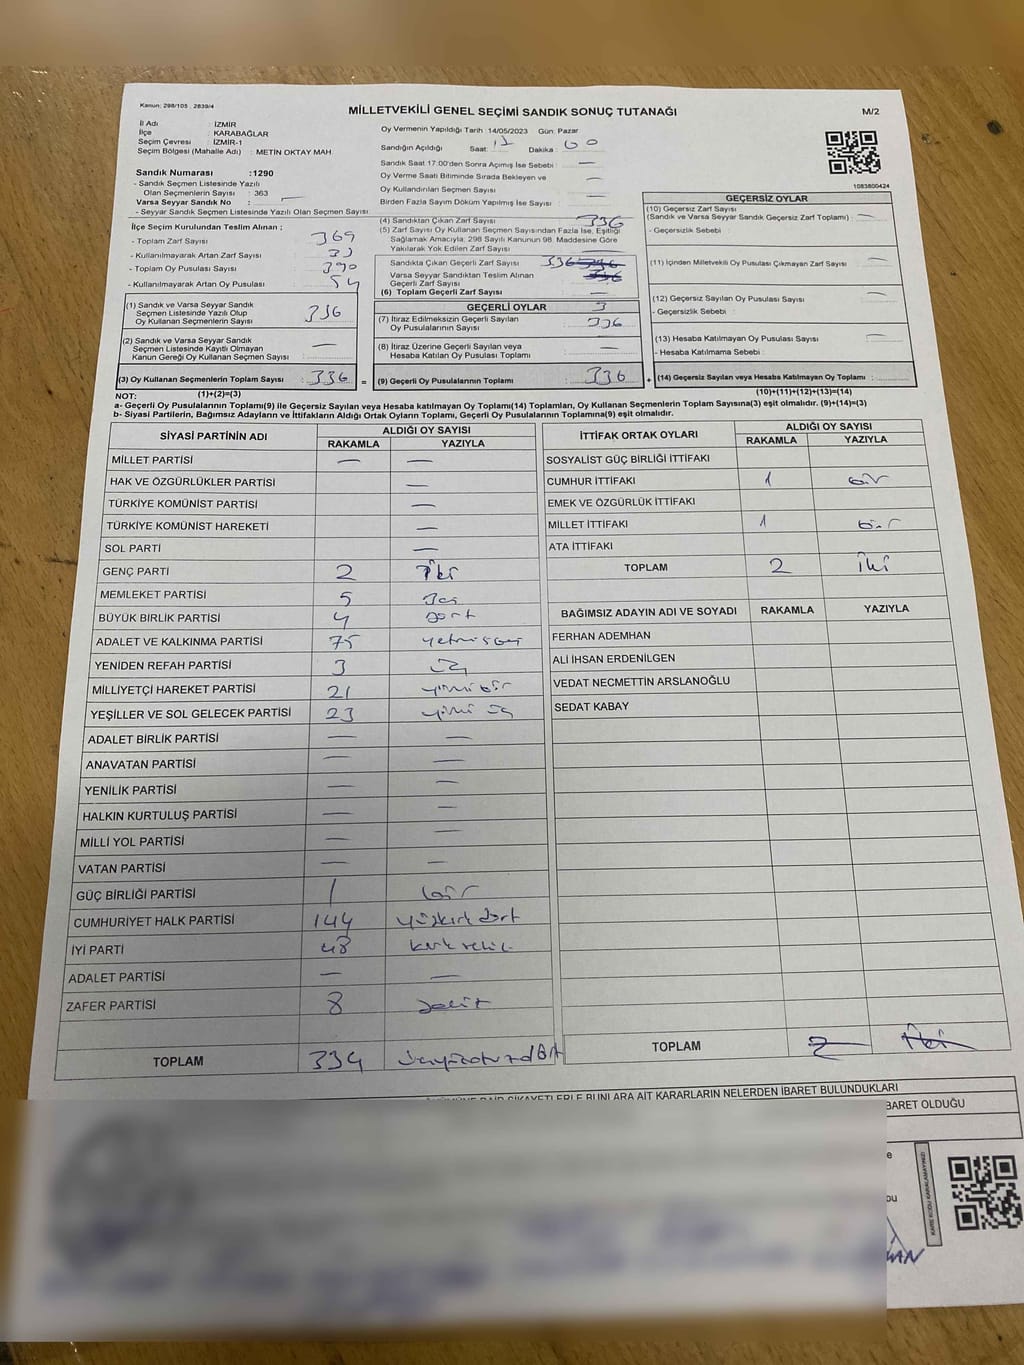 Kanun; 298/105 , 2839/4
MİLLETVEKİLİ GENEL SEÇİMİ SANDIK SONUÇ TUTANAĞI
M/2
İl Adı : İZMİR
İlçe : KARABAĞLAR
Seçim Çevresi : İZMİR-1
Seçim Bölgesi (Mahalle Adı) : METİN OKTAY MAH.
Sandık Numarası :1290
- Sandık Seçmen Listesinde Yazılı
Olan Seçmenlerin Sayısı : 363
Varsa Seyyar Sandık No :
- Seyyar Sandık Seçmen Listesinde Yazılı Olan Seçmen Sayısı
Oy Vermenin Yapıldığı Tarih :14/05/2023 Gün: Pazar
Sandığın Açıldığı Saat: 17 Dakika: 00
Sandık Saat 17:00'den Sonra Açımış İse Sebebi : —
Oy Verme Saati Bitiminde Sırada Bekleyen ve
Oy Kullandırılan Seçmen Sayısı : —
Birden Fazla Sayım Döküm Yapılmış İse Sayısı : —
1083800424
İlçe Seçim Kurulundan Teslim Alınan ;
- Toplam Zarf Sayısı : 369
- Kullanılmayarak Artan Zarf Sayısı : 33
- Toplam Oy Pusulası Sayısı : 390
- Kullanılmayarak Artan Oy Pusulası : 54
(1) Sandık ve Varsa Seyyar Sandık
Seçmen Listesinde Yazılı Olup
Oy Kullanan Seçmenlerin Sayısı : 336
(2) Sandık ve Varsa Seyyar Sandık
Seçmen Listesinde Kayıtlı Olmayan
Kanun Gereği Oy Kullanan Seçmen Sayısı : —
(3) Oy Kullanan Seçmenlerin Toplam Sayısı : 336 =
(1)+(2)=(3)
(4) Sandıktan Çıkan Zarf Sayısı : 336
(5) Zarf Sayısı Oy Kullanan Seçmen Sayısından Fazla İse, Eşitliği
Sağlamak Amacıyla, 298 Sayılı Kanunun 98. Maddesine Göre
Yakılarak Yok Edilen Zarf Sayısı : —
Sandıkta Çıkan Geçerli Zarf Sayısı : 336
Varsa Seyyar Sandıktan Teslim Alınan
Geçerli Zarf Sayısı
(6) Toplam Geçerli Zarf Sayısı : —
GEÇERLİ OYLAR
(7) İtiraz Edilmeksizin Geçerli Sayılan
Oy Pusulalarının Sayısı : 336
(8) İtiraz Üzerine Geçerli Sayılan veya
Hesaba Katılan Oy Pusulası Toplamı : —
(9) Geçerli Oy Pusulalarının Toplamı : 336 +
GEÇERSİZ OYLAR
(10) Geçersiz Zarf Sayısı
(Sandık ve Varsa Seyyar Sandık Geçersiz Zarf Toplamı) : —
- Geçersizlik Sebebi :
(11) İçinden Milletvekili Oy Pusulası Çıkmayan Zarf Sayısı : —
(12) Geçersiz Sayılan Oy Pusulası Sayısı : —
- Geçersizlik Sebebi :
(13) Hesaba Katılmayan Oy Pusulası Sayısı : —
- Hesaba Katılmama Sebebi :
(14) Geçersiz Sayılan veya Hesaba Katılmayan Oy Toplamı :
(10)+(11)+(12)+(13)=(14)
NOT:
a- Geçerli Oy Pusulalarının Toplamı(9) ile Geçersiz Sayılan veya Hesaba katılmayan Oy Toplamı(14) Toplamları, Oy Kullanan Seçmenlerin Toplam Sayısına(3) eşit olmalıdır. (9)+(14)=(3)
b- Siyasi Partilerin, Bağımsız Adayların ve İttifakların Aldığı Ortak Oyların Toplamı, Geçerli Oy Pusulalarının Toplamına(9) eşit olmalıdır.
SİYASİ PARTİNİN ADI ALDIĞI OY SAYISI
RAKAMLA YAZIYLA
MİLLET PARTİSİ — —
HAK VE ÖZGÜRLÜKLER PARTİSİ —
TÜRKİYE KOMÜNİST PARTİSİ —
TÜRKİYE KOMÜNİST HAREKETİ —
SOL PARTİ —
GENÇ PARTİ 2 iki
MEMLEKET PARTİSİ 5 Beş
BÜYÜK BİRLİK PARTİSİ 4 dört
ADALET VE KALKINMA PARTİSİ 75 yetmişbeş
YENİDEN REFAH PARTİSİ 3 üç
MİLLİYETÇİ HAREKET PARTİSİ 21 yirmi bir
YEŞİLLER VE SOL GELECEK PARTİSİ 23 yirmi üç
ADALET BİRLİK PARTİSİ — —
ANAVATAN PARTİSİ — —
YENİLİK PARTİSİ — —
HALKIN KURTULUŞ PARTİSİ — —
MİLLİ YOL PARTİSİ — —
VATAN PARTİSİ — —
GÜÇ BİRLİĞİ PARTİSİ 1 bir
CUMHURİYET HALK PARTİSİ 144 yüzkırk dört
İYİ PARTİ 48 kırk sekiz
ADALET PARTİSİ — —
ZAFER PARTİSİ 8 sekiz
TOPLAM 334 üçyüzotuzdört
İTTİFAK ORTAK OYLARI ALDIĞI OY SAYISI
RAKAMLA YAZIYLA
SOSYALİST GÜÇ BİRLİĞİ İTTİFAKI
CUMHUR İTTİFAKI 1 bir
EMEK VE ÖZGÜRLÜK İTTİFAKI
MİLLET İTTİFAKI 1 bir
ATA İTTİFAKI
TOPLAM 2 iki
BAĞIMSIZ ADAYIN ADI VE SOYADI RAKAMLA YAZIYLA
FERHAN ADEMHAN
ALİ İHSAN ERDENİLGEN
VEDAT NECMETTİN ARSLANOĞLU
SEDAT KABAY
TOPLAM 2 iki
ŞİKAYETLERLE BUNLARA AİT KARARLARIN NELERDEN İBARET BULUNDUKLARI
BARET OLDUĞU